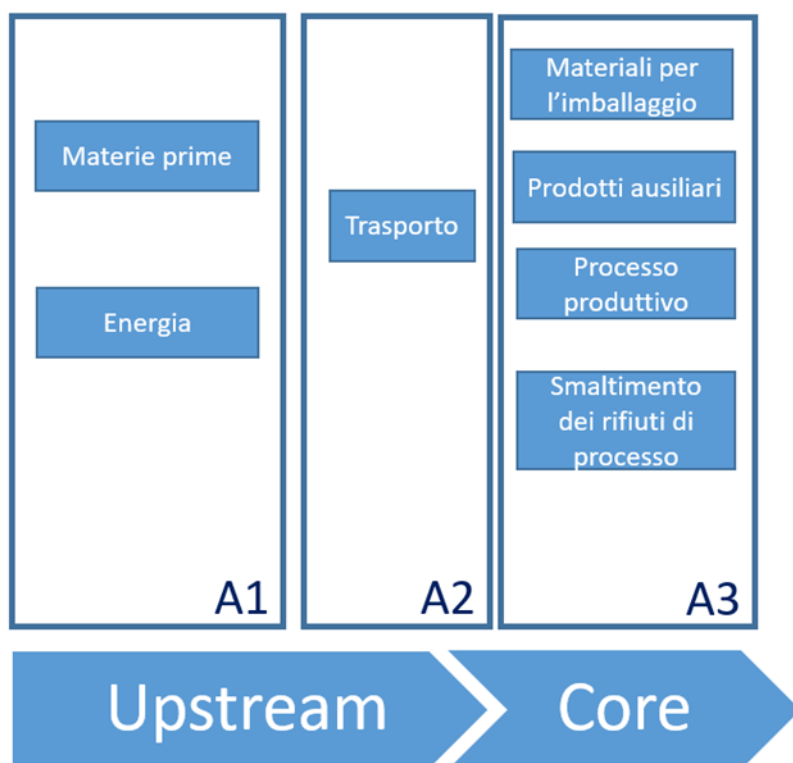 Materie prime
Energia
A1
Trasporto
A2
Materiali per
l'imballaggio
Prodotti ausiliari
Processo
produttivo
Smaltimento
dei rifiuti di
processo
A3
Upstream
Core